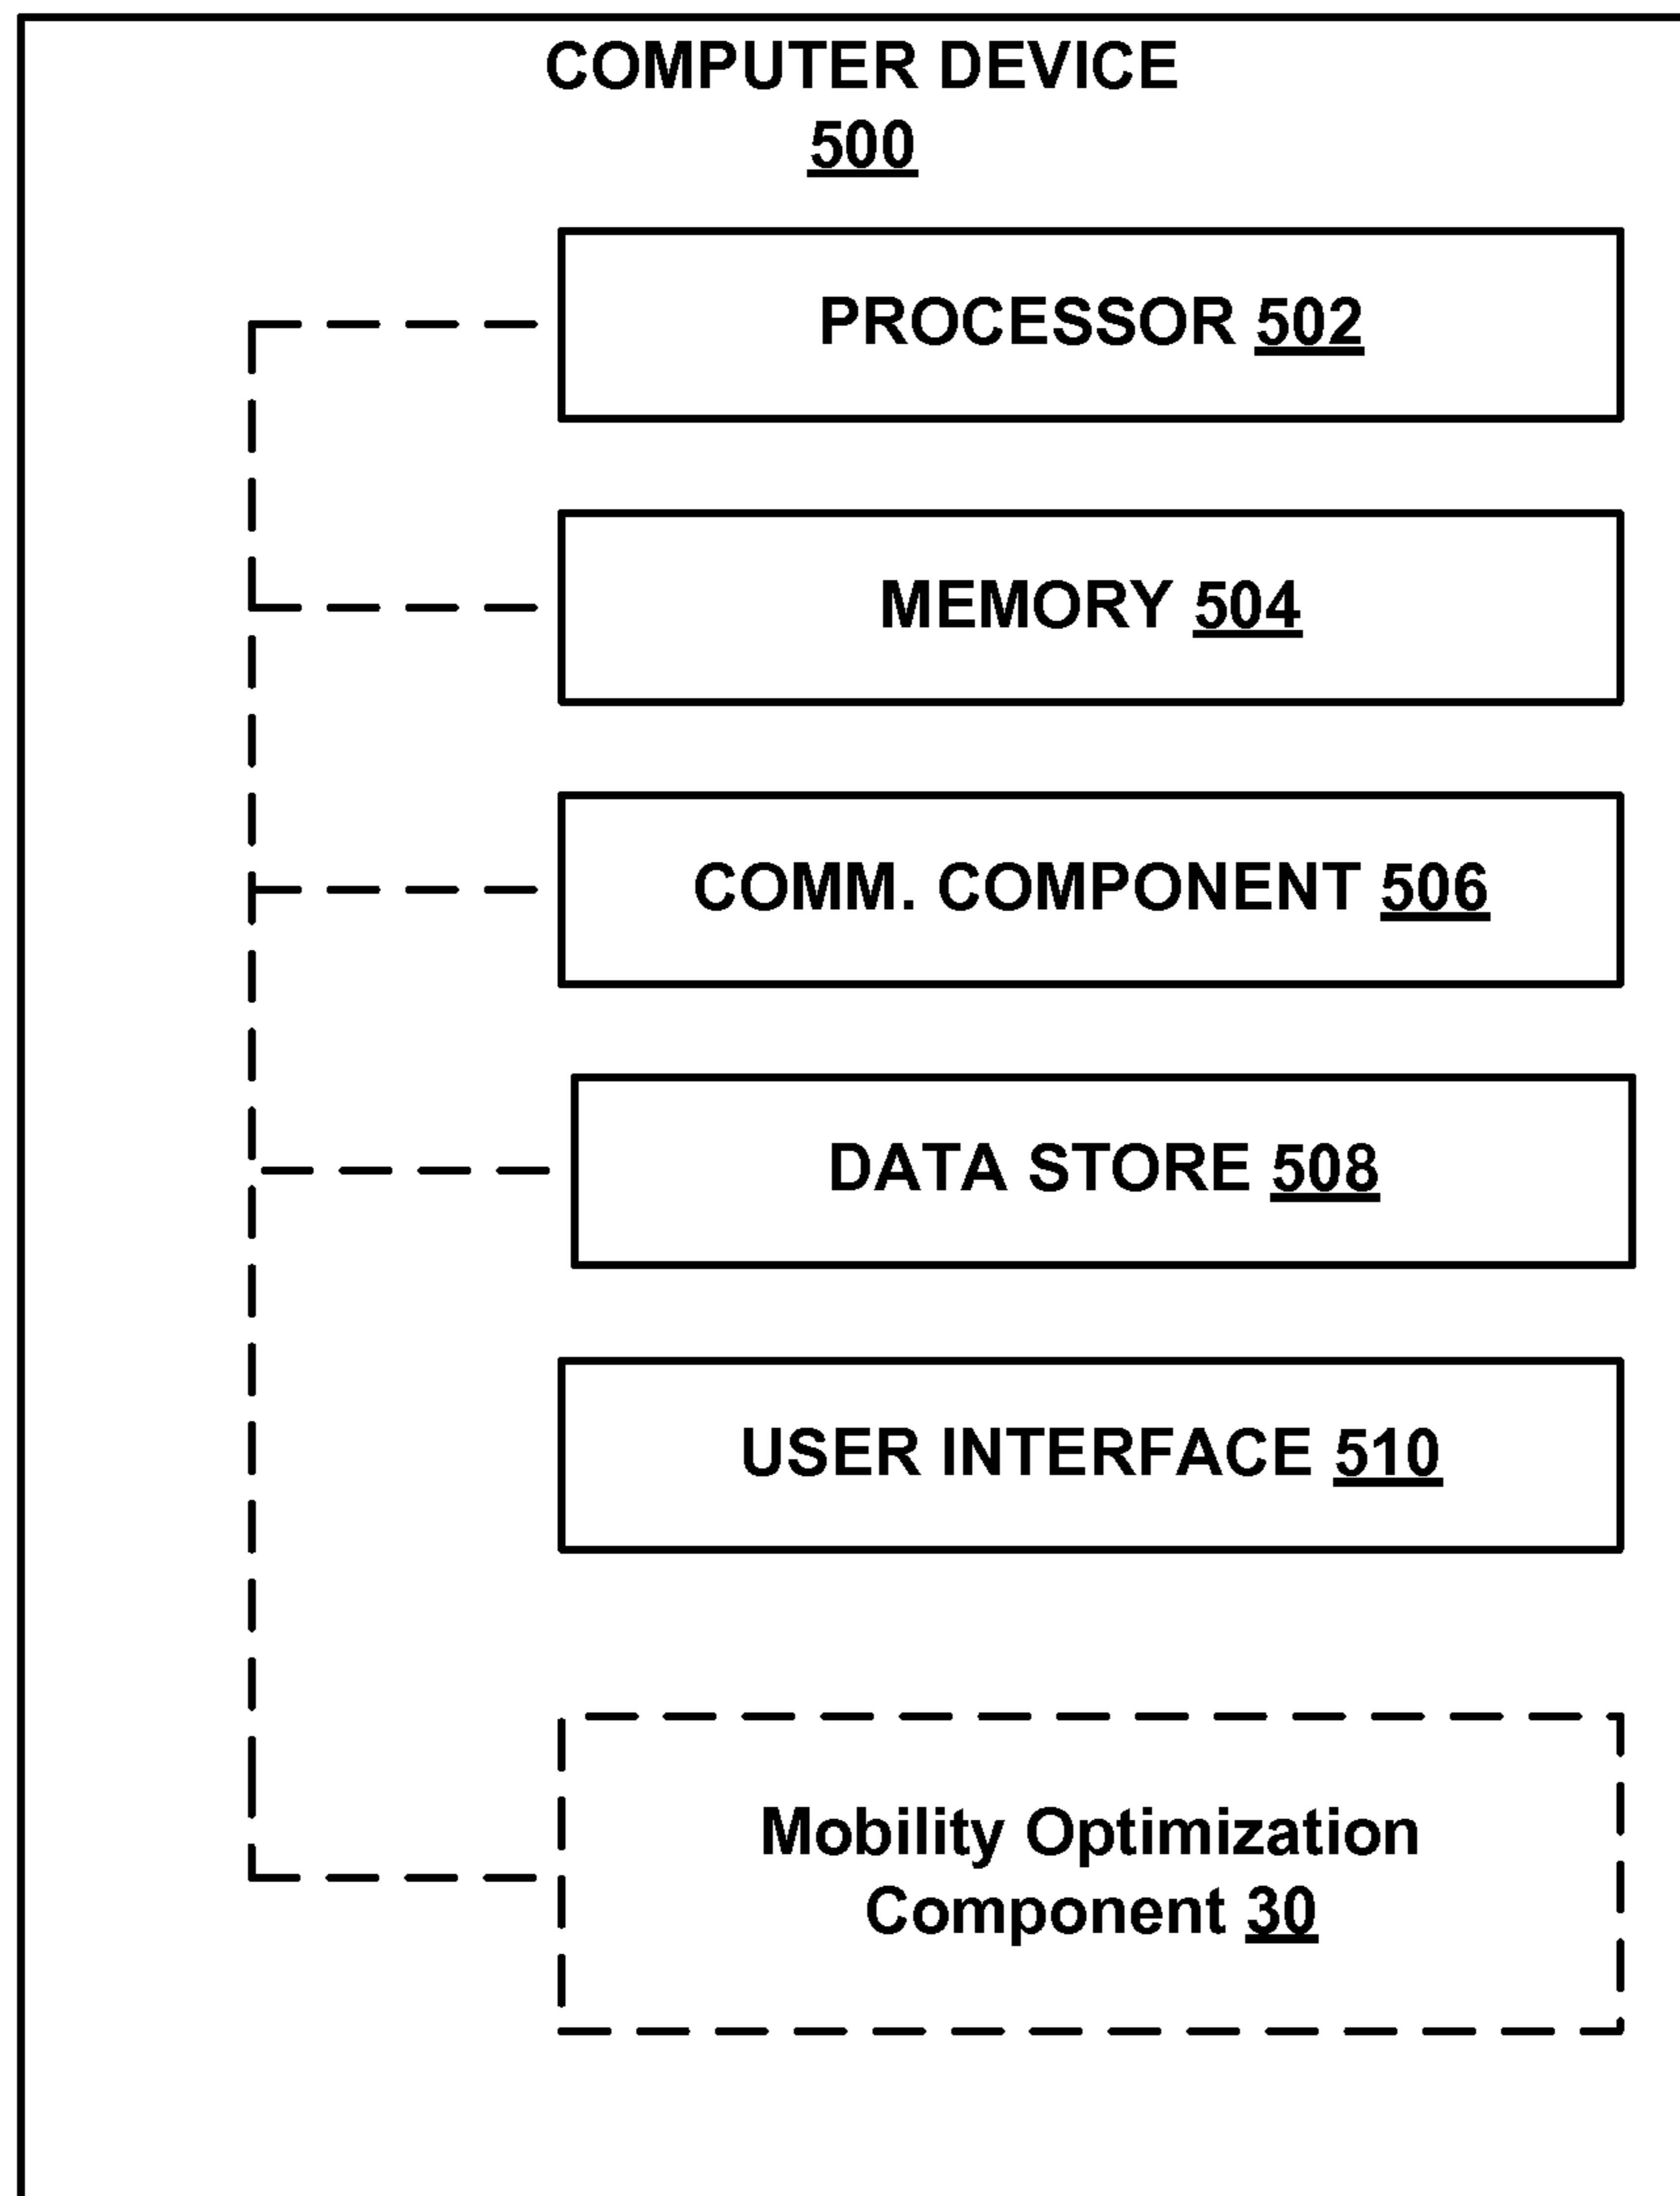 COMPUTER DEVICE
500
PROCESSOR 502
MEMORY 504
COMM. COMPONENT 506
DATA STORE 508
USER INTERFACE 510
Mobility Optimization
Component 30